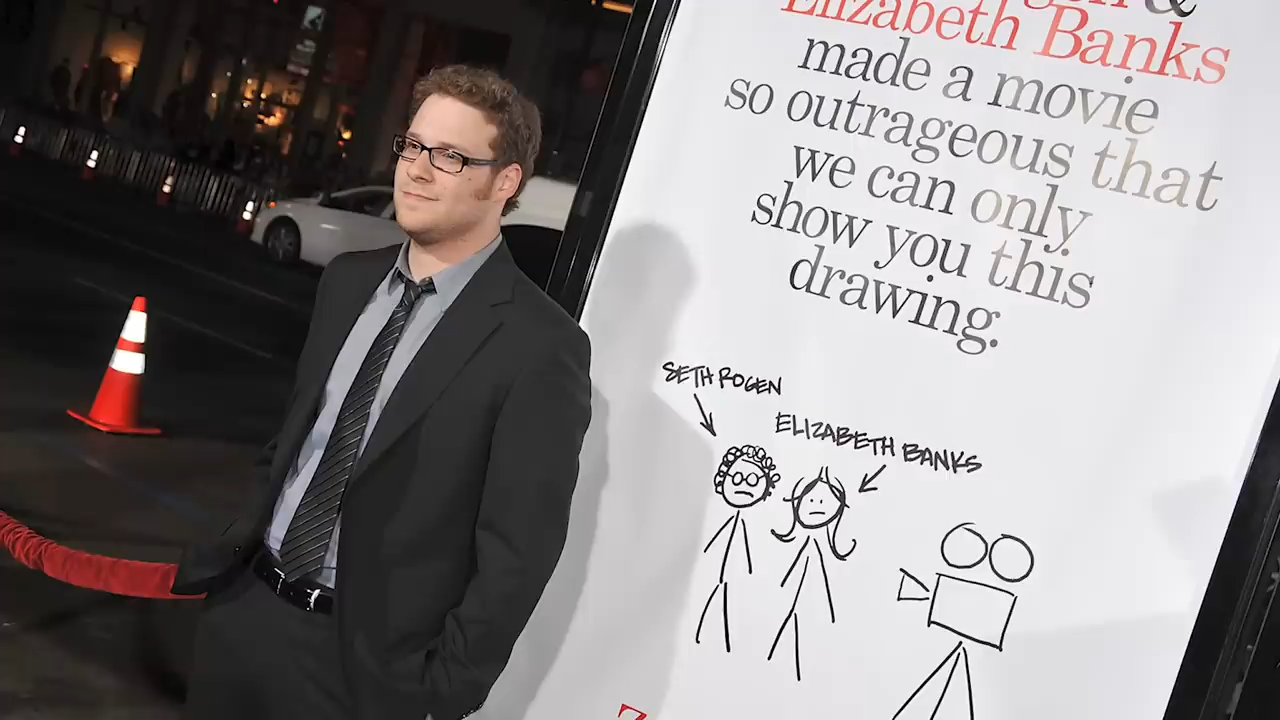 Elizabeth Banks
made a movie
so outrageous that
we can only
show you this
drawing.
SETH ROGEN
ELIZABETH BANKS